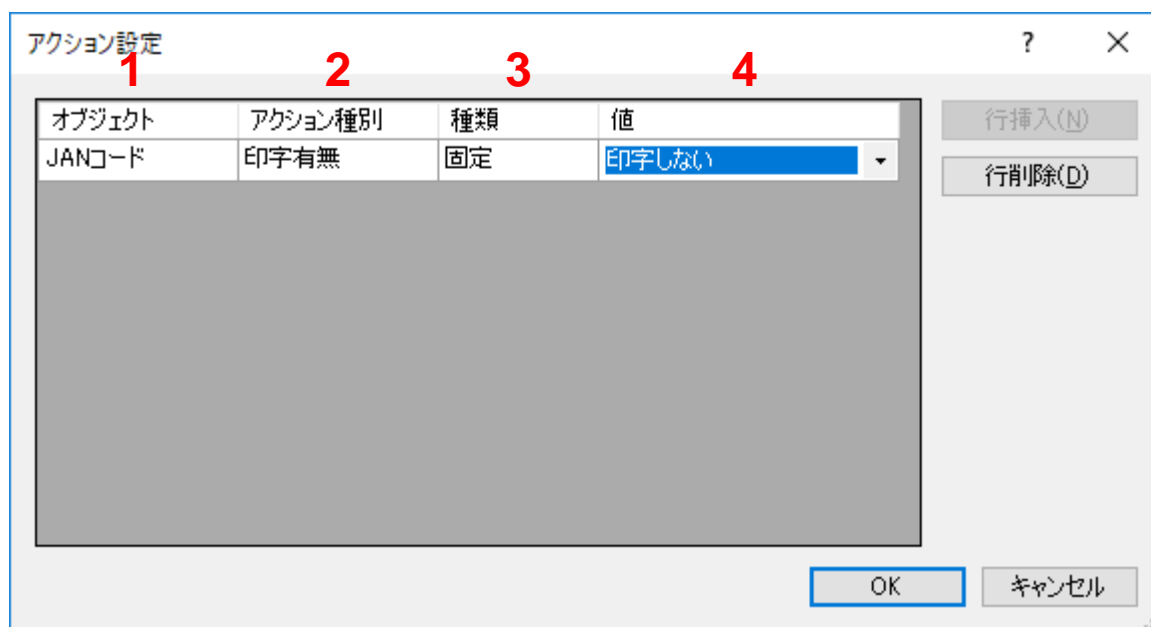 アクション設定 ?
1 2 3 4
オブジェクト アクション種別 種類 値
JANコード 印字有無 固定 印字しない
行挿入(N)
行削除(D)
OK キャンセル